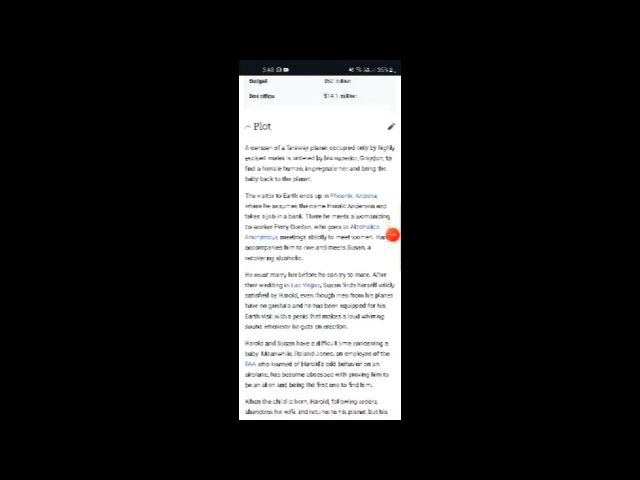 Budget $60 million
Box office $14.1 million
Plot
A denizen of a faraway planet occupied only by highly
evolved males is ordered by his superior, Graydon, to
find a female human, impregnate her and bring the
baby back to the planet.
The visitor to Earth ends up in Phoenix, Arizona,
where he assumes the name Harold Anderson and
takes a job in a bank. There he meets a womanizing
co-worker Perry Gordon, who goes to Alcoholics
Anonymous meetings strictly to meet women.
accompanies him to one and meets Susan, a
recovering alcoholic.
He must marry her before he can try to mate. After
their wedding in Las Vegas, Susan finds herself wildly
satisfied by Harold, even though men from his planet
have no genitalia and he has been equipped for his
Earth visit with a penis that makes a loud whirring
sound whenever he gets an erection.
Harold and Susan have a difficult time conceiving a
baby. Meanwhile, Roland Jones, an employee of the
FAA who learned of Harold's odd behavior on an
airplane, has become obsessed with proving him to
be an alien and being the first one to find him.
When the child is born, Harold, following orders,
abandons his wife and returns to his planet, but his